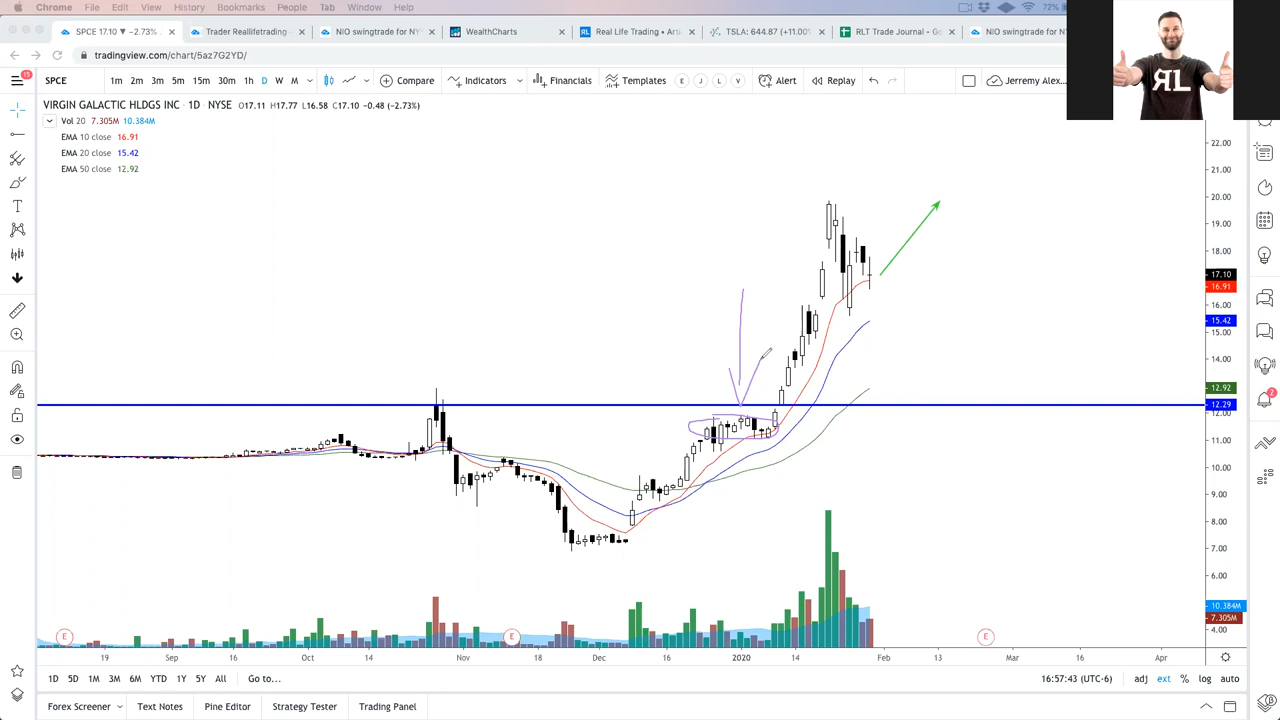 Chrome File Edit View History Bookmarks People Tab Window Help
SPCE 17.10 ▼ −2.73% Trader Reallifetrading - NIO swingtrade for NY WealthCharts Real Life Trading • Arti TSLA: 644.87 (+11.00 RLT Trade Journal - Go NIO swingtrade for N
tradingview.com/chart/5az7G2YD/
15 SPCE 1m 2m 3m 5m 15m 30m 1h D W M Compare Indicators Financials Templates E J L V Alert Replay Jerremy Alex...
RL
VIRGIN GALACTIC HLDGS INC · 1D · NYSE O17.11 H17.77 L16.58 C17.10 −0.48 (−2.73%)
Vol 20 7.305M 10.384M
EMA 10 close 16.91
EMA 20 close 15.42
EMA 50 close 12.92
22.00
21.00
20.00
19.00
18.00
17.10
16.91
16.00
15.42
15.00
14.00
12.92
12.29
12.00
2
11.00
10.00
9.00
8.00
7.00
6.00
10.384M
7.305M
4.00
E E E
19 Sep 16 Oct 14 Nov 18 Dec 16 2020 14 Feb 13 Mar 16 Apr
1D 5D 1M 3M 6M YTD 1Y 5Y All Go to... 16:57:43 (UTC-6) adj ext % log auto
Forex Screener Text Notes Pine Editor Strategy Tester Trading Panel